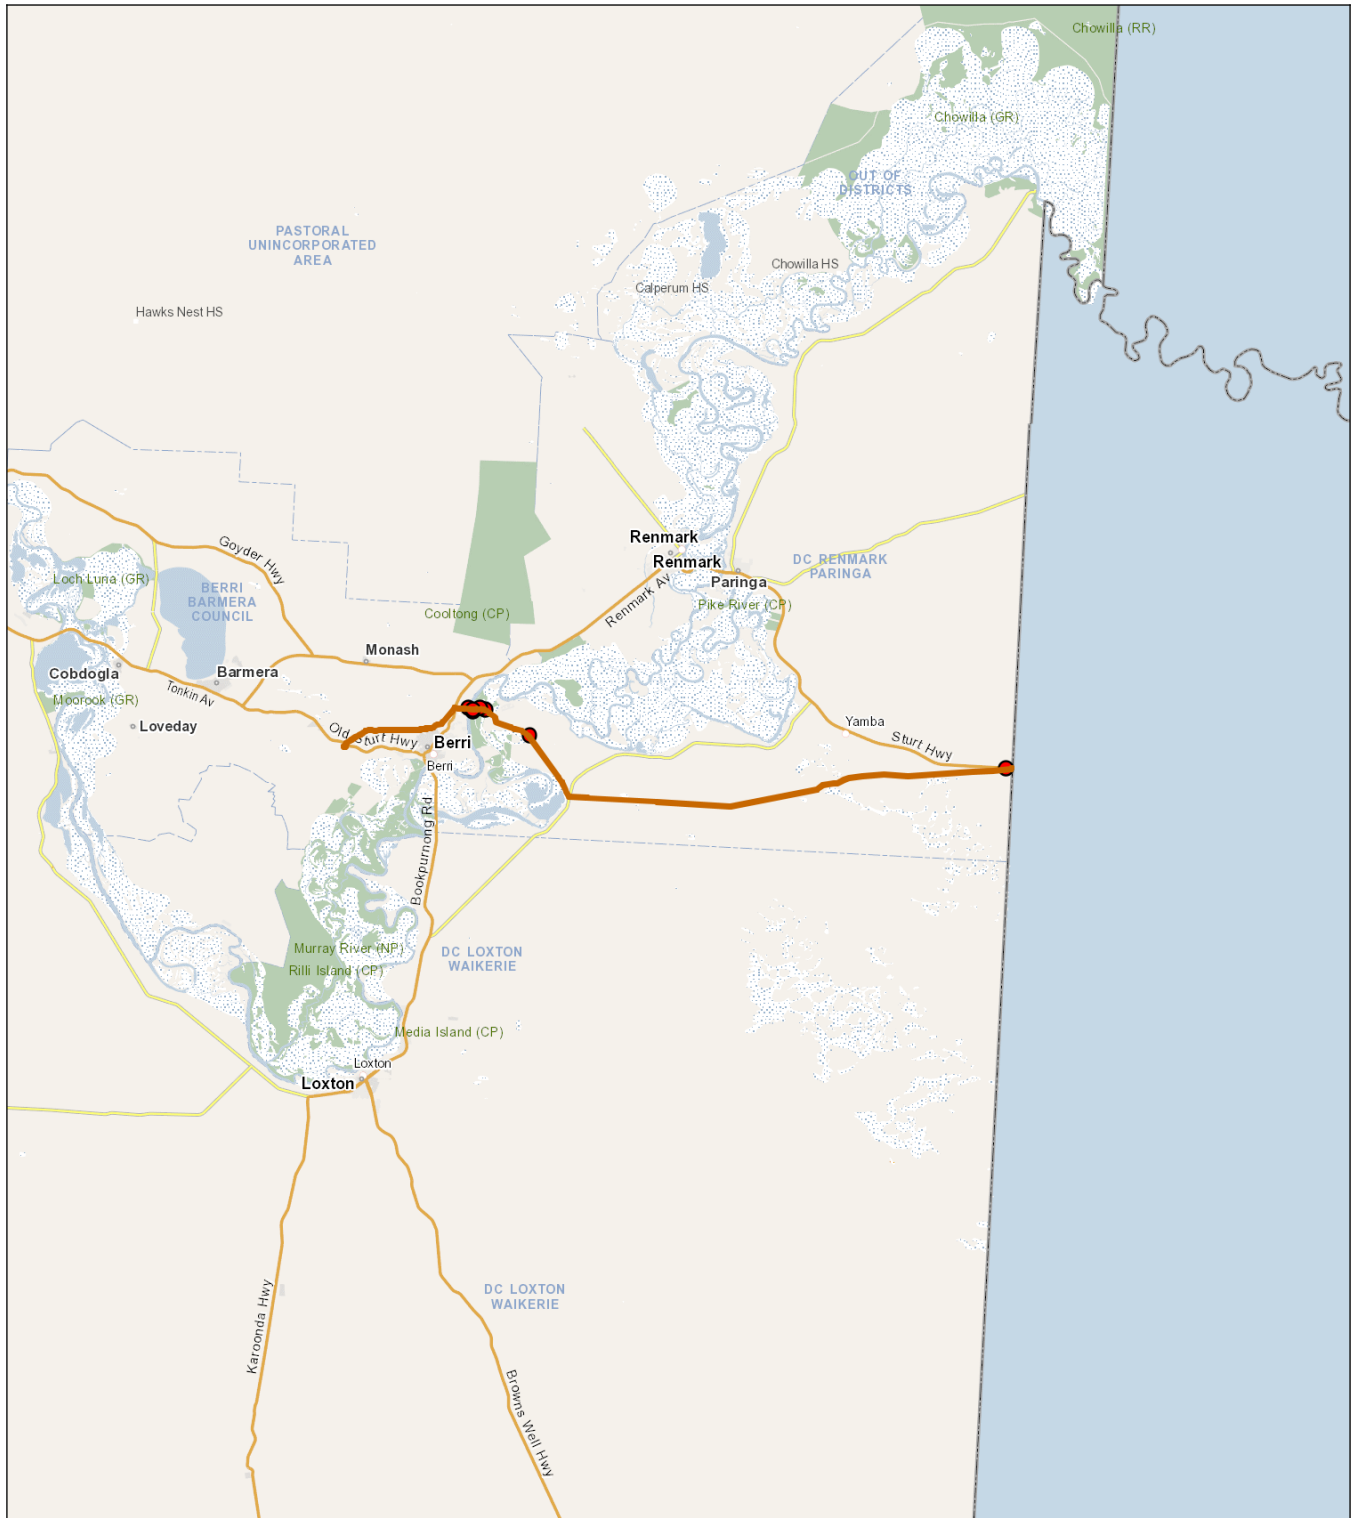 Chowilla (RR)
Chowilla (GR)
OUT OF
DISTRICTS
PASTORAL
UNINCORPORATED
AREA
Chowilla HS
Calperum HS
Hawks Nest HS
Renmark
Renmark
Goyder Hwy
DC RENMARK
PARINGA
Loch Luna (GR)
Paringa
BERRI
BARMERA
COUNCIL
Renmark Av
Pike River (CP)
Cooltong (CP)
Monash
Cobdogla
Barmera
Tonkin Av
Moorook (GR)
Loveday
Old Sturt Hwy
Yamba
Sturt Hwy
Berri
Berri
Bookpurnong Rd
Murray River (NP)
DC LOXTON
WAIKERIE
Rilli Island (CP)
Media Island (CP)
Loxton
Loxton
DC LOXTON
WAIKERIE
Karoonda Hwy
Browns Well Hwy